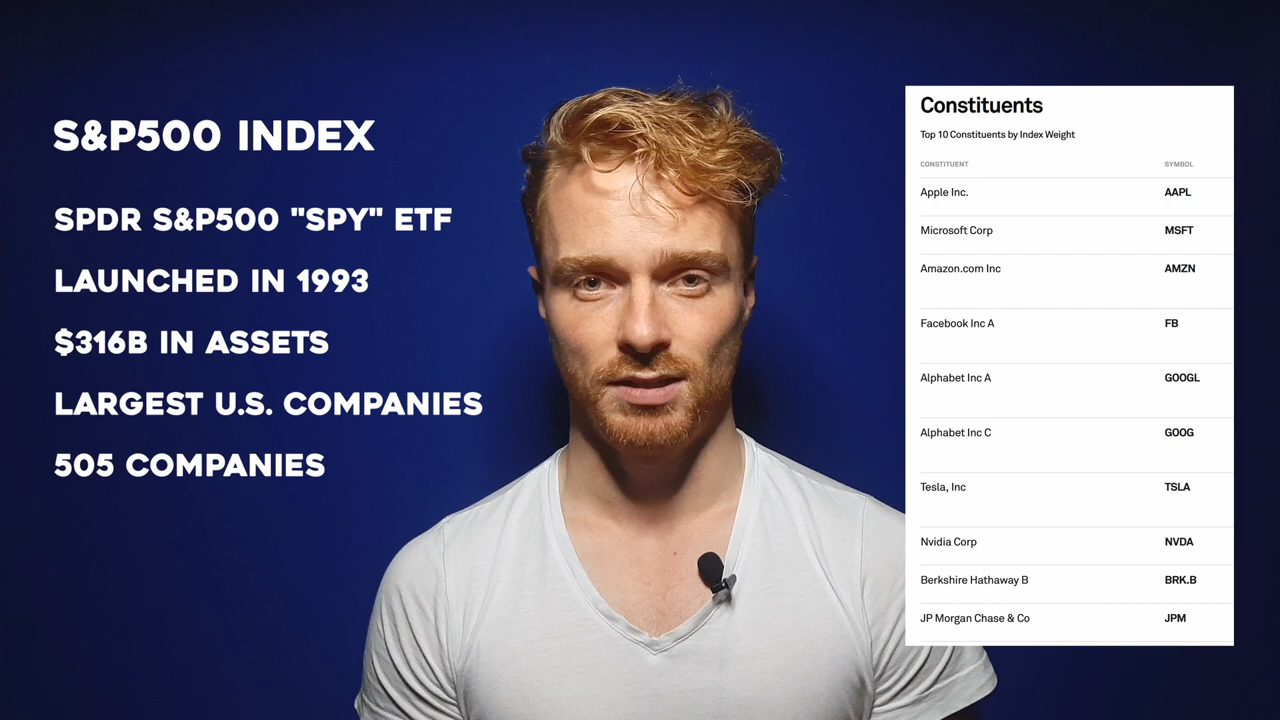 S&P500 INDEX
SPDR S&P500 "SPY" ETF
LAUNCHED IN 1993
$316B IN ASSETS
LARGEST U.S. COMPANIES
505 COMPANIES
Constituents
Top 10 Constituents by Index Weight
CONSTITUENT SYMBOL
Apple Inc. AAPL
Microsoft Corp MSFT
Amazon.com Inc AMZN
Facebook Inc A FB
Alphabet Inc A GOOGL
Alphabet Inc C GOOG
Tesla, Inc TSLA
Nvidia Corp NVDA
Berkshire Hathaway B BRK.B
JP Morgan Chase & Co JPM